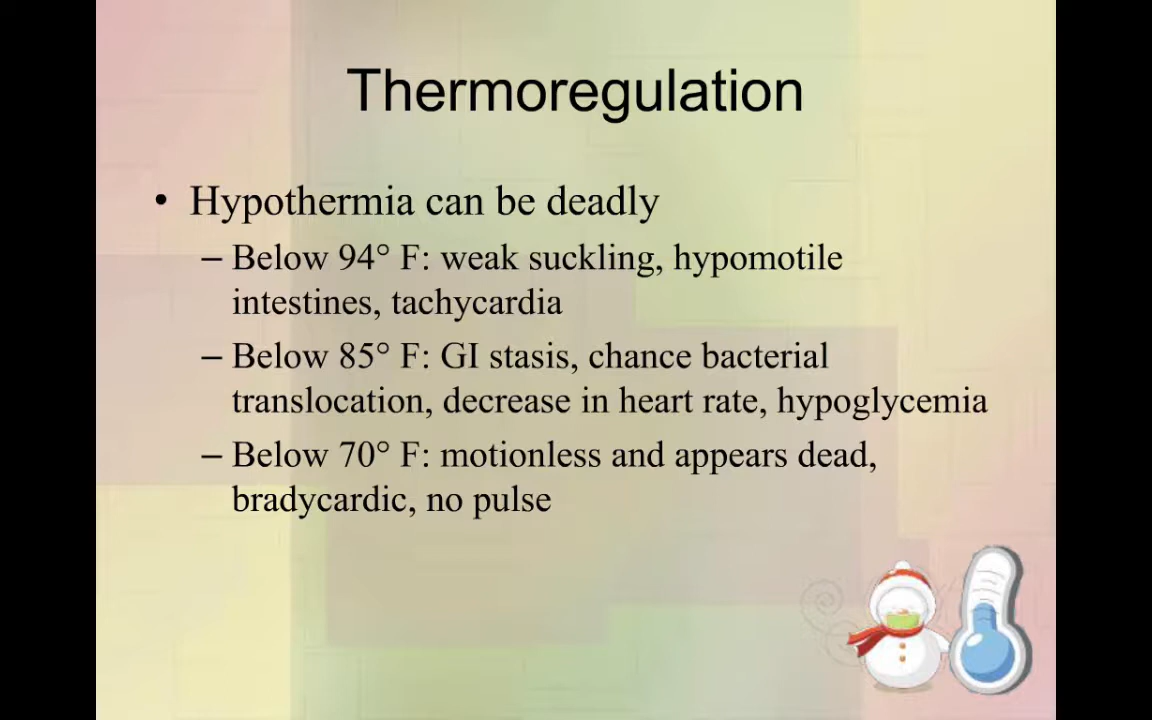 Thermoregulation
• Hypothermia can be deadly
– Below 94° F: weak suckling, hypomotile
intestines, tachycardia
– Below 85° F: GI stasis, chance bacterial
translocation, decrease in heart rate, hypoglycemia
– Below 70° F: motionless and appears dead,
bradycardic, no pulse